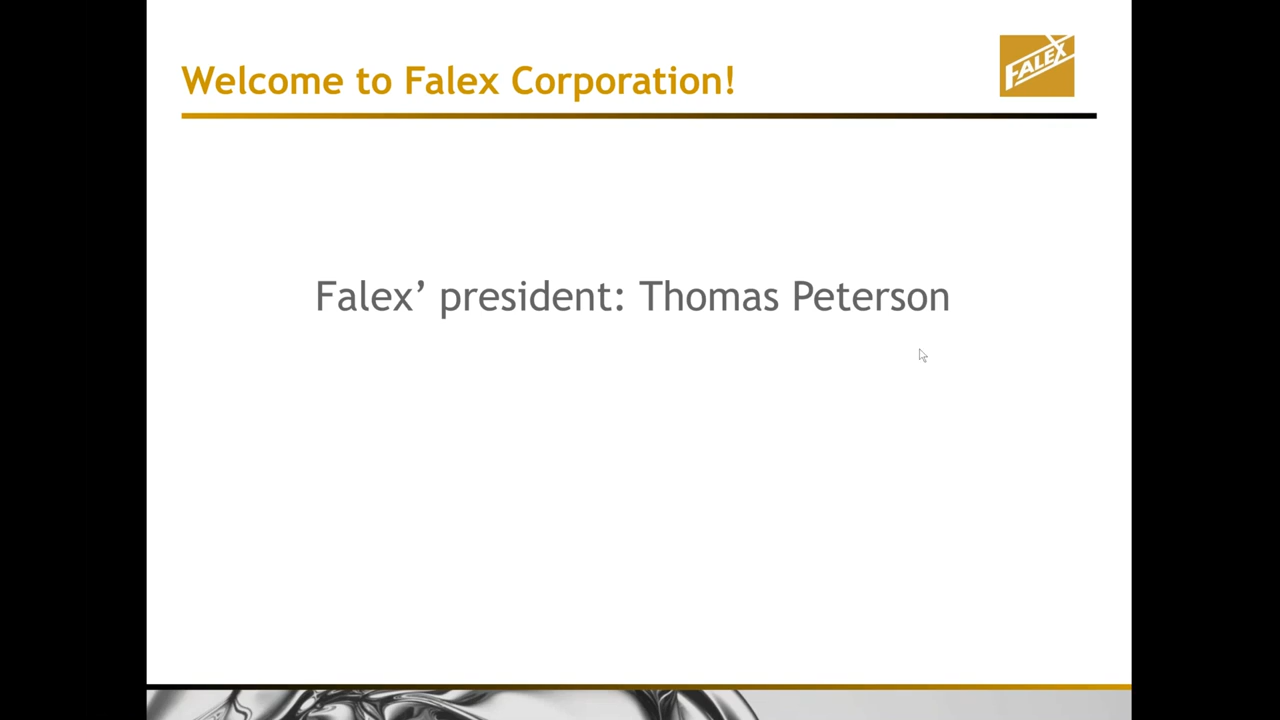 Welcome to Falex Corporation!
FALEX
Falex’ president: Thomas Peterson